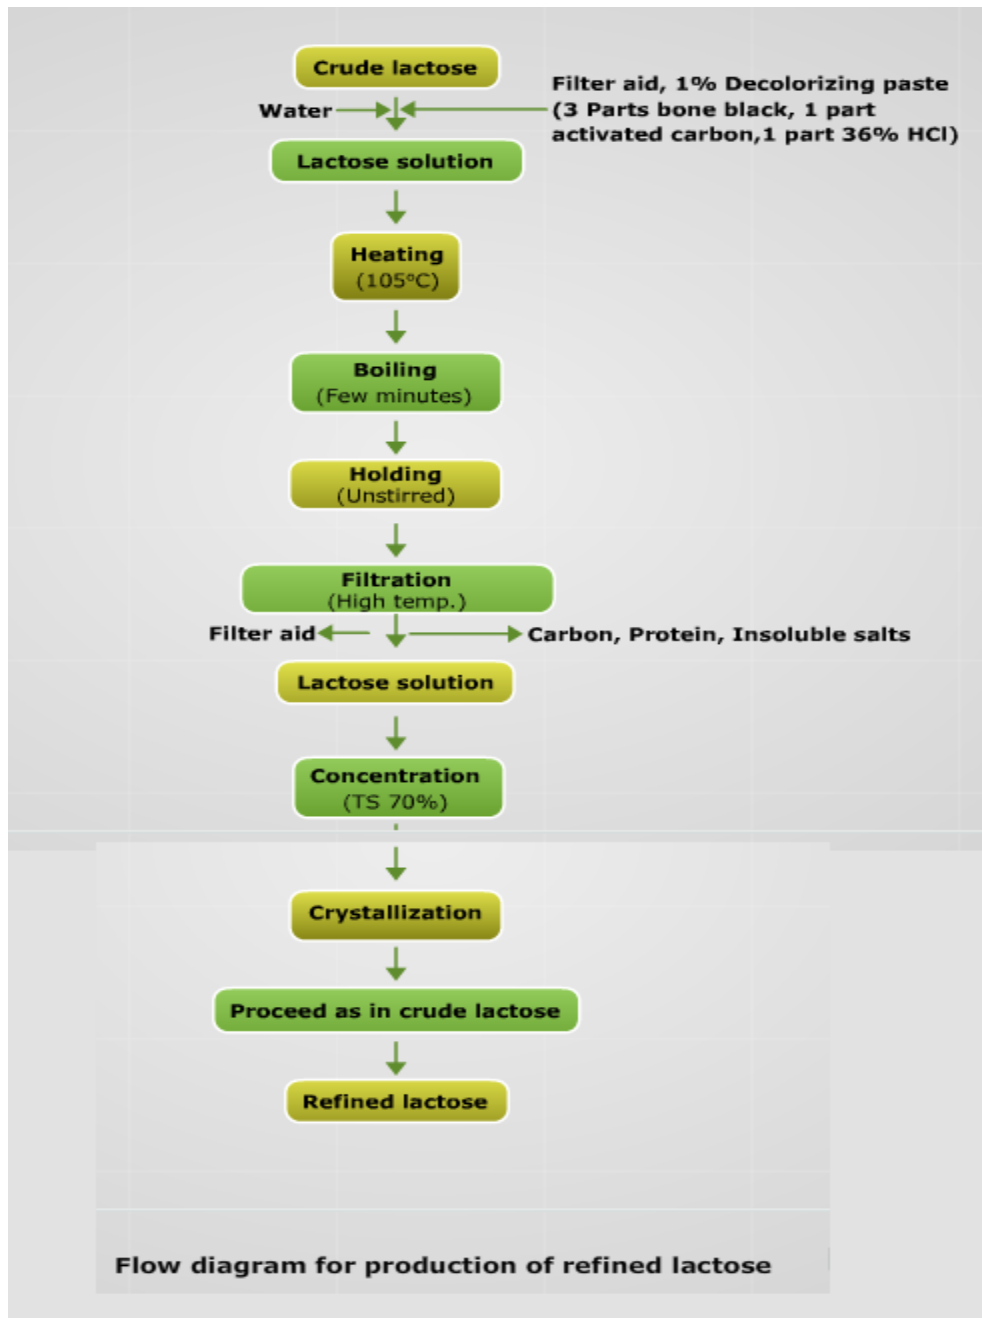 Crude lactose
Filter aid, 1% Decolorizing paste
Water
(3 Parts bone black, 1 part
activated carbon,1 part 36% HCl)
Lactose solution
Heating
(105°C)
Boiling
(Few minutes)
Holding
(Unstirred)
Filtration
(High temp.)
Filter aid
Carbon, Protein, Insoluble salts
Lactose solution
Concentration
(TS 70%)
Crystallization
Proceed as in crude lactose
Refined lactose
Flow diagram for production of refined lactose